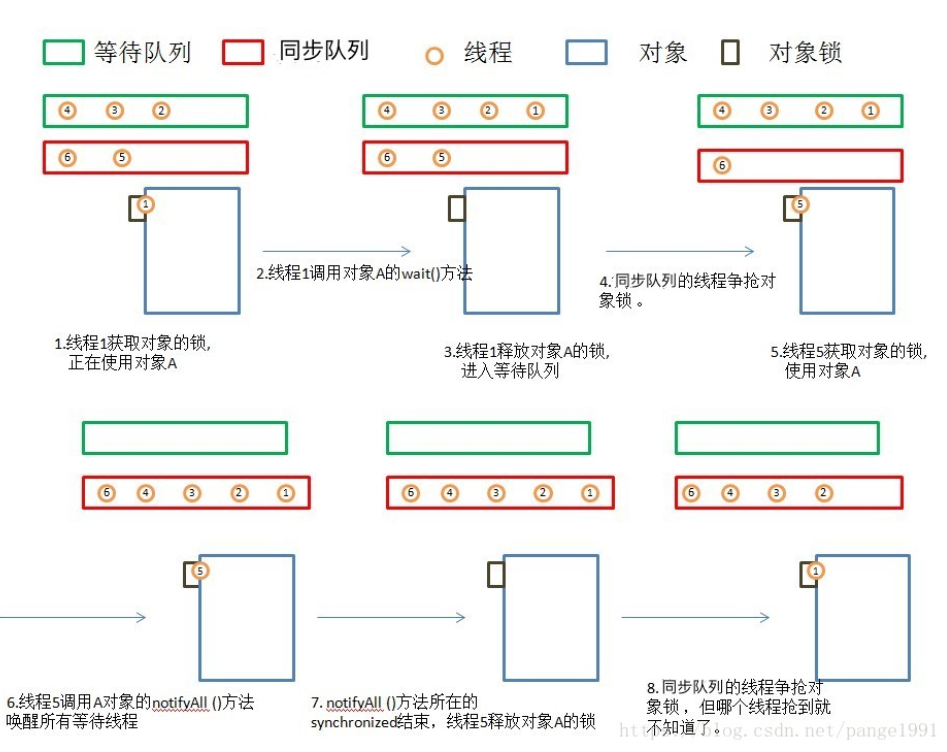 等待队列 同步队列 线程 对象 对象锁
4 3 2
4 3 2 1
4 3 2 1
6 5
6 5
6
1
5
2.线程1调用对象A的wait()方法
4.同步队列的线程争抢对
象锁。
1.线程1获取对象的锁,
正在使用对象A
3.线程1释放对象A的锁,
进入等待队列
5.线程5获取对象的锁,
使用对象A
6 4 3 2 1
6 4 3 2 1
6 4 3 2
5
1
6.线程5调用A对象的notifyAll ()方法
唤醒所有等待线程
7. notifyAll ()方法所在的
synchronized结束，线程5释放对象A的锁
8.同步队列的线程争抢对
象锁，但哪个线程抢到就
不知道了。
https://blog.csdn.net/pange1991